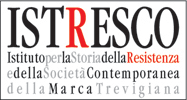 ISTRESCO
Istituto per la Storia della Resistenza
e della Società Contemporanea
della Marca Trevigiana